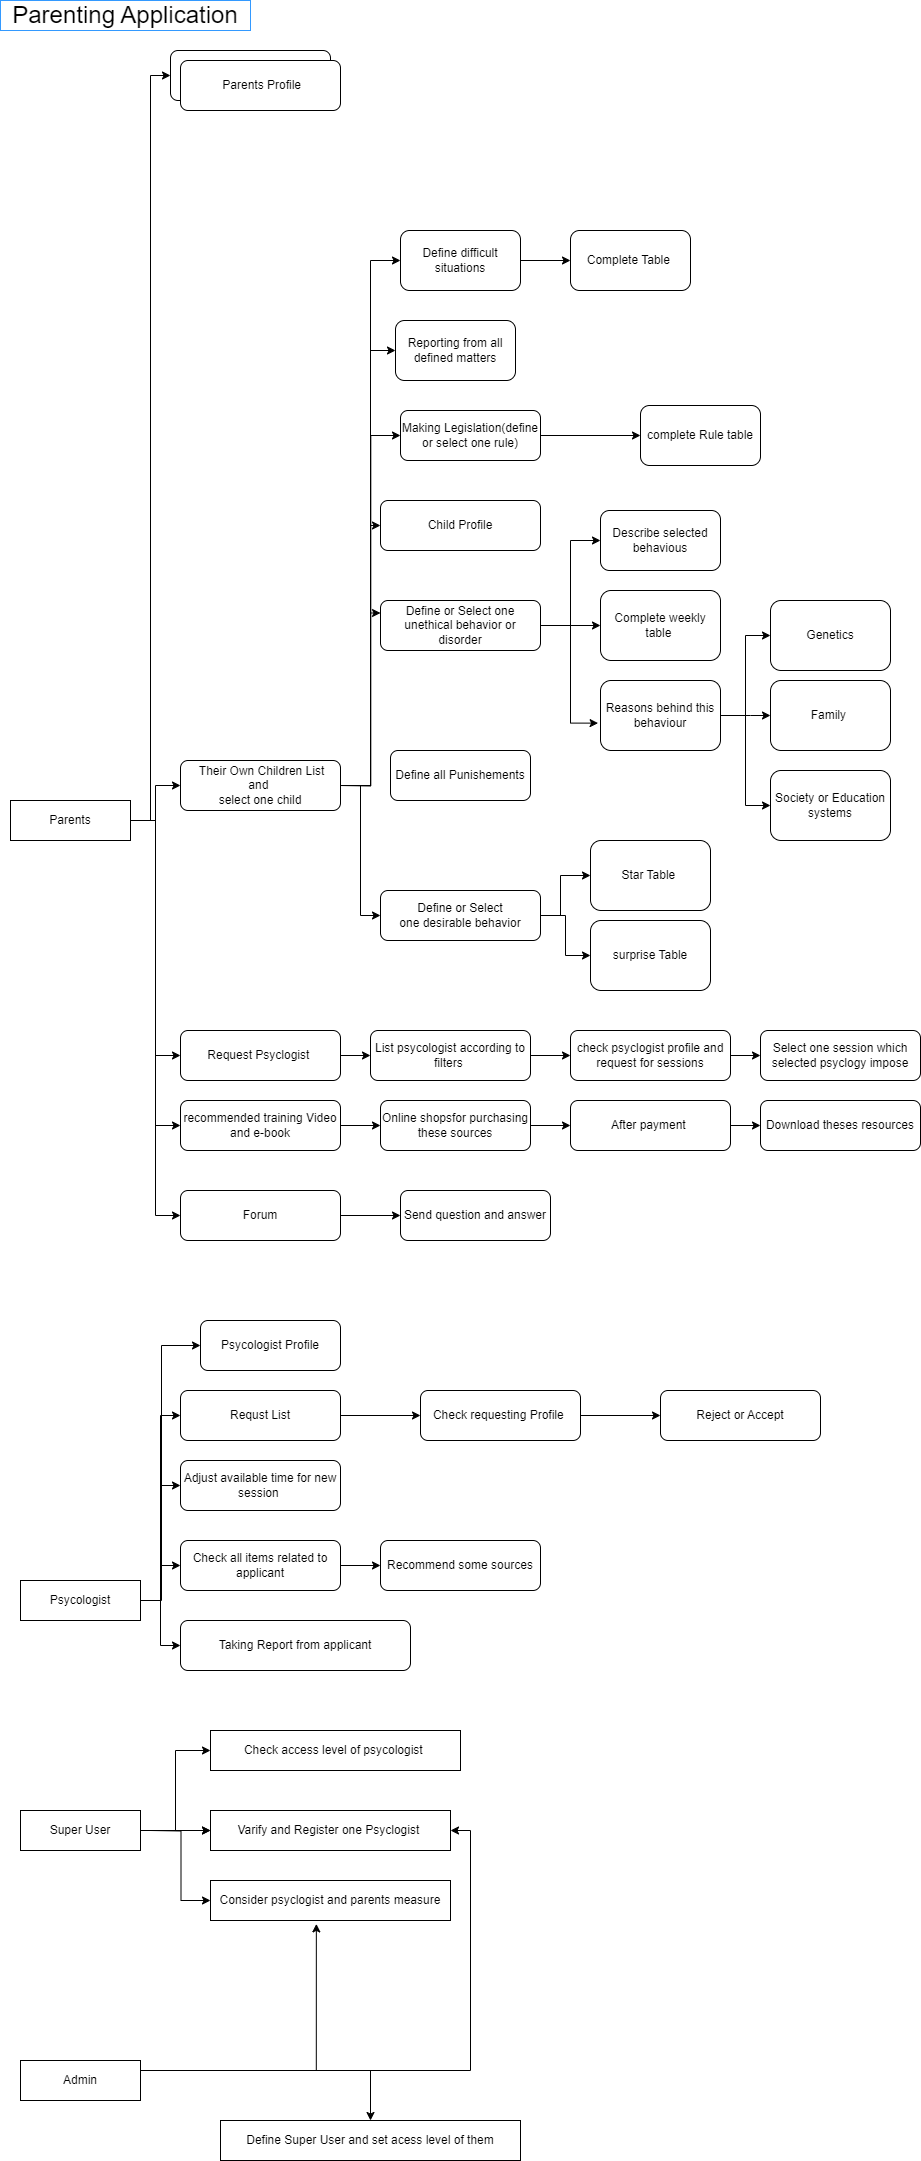 Parenting Application
Parents Profile
Define difficult
situations
Complete Table
Reporting from all
defined matters
Making Legislation(define
or select one rule)
complete Rule table
Child Profile
Describe selected
behavious
Define or Select one
unethical behavior or
disorder
Complete weekly
table
Genetics
Reasons behind this
behaviour
Family
Their Own Children List
and
select one child
Define all Punishements
Society or Education
systems
Parents
Star Table
Define or Select
one desirable behavior
surprise Table
Request Psyclogist
List psycologist according to
filters
check psyclogist profile and
request for sessions
Select one session which
selected psyclogy impose
recommended training Video
and e-book
Online shopsfor purchasing
these sources
After payment
Download theses resources
Forum
Send question and answer
Psycologist Profile
Requst List
Check requesting Profile
Reject or Accept
Adjust available time for new
session
Check all items related to
applicant
Recommend some sources
Psycologist
Taking Report from applicant
Check access level of psycologist
Super User
Varify and Register one Psyclogist
Consider psyclogist and parents measure
Admin
Define Super User and set acess level of them